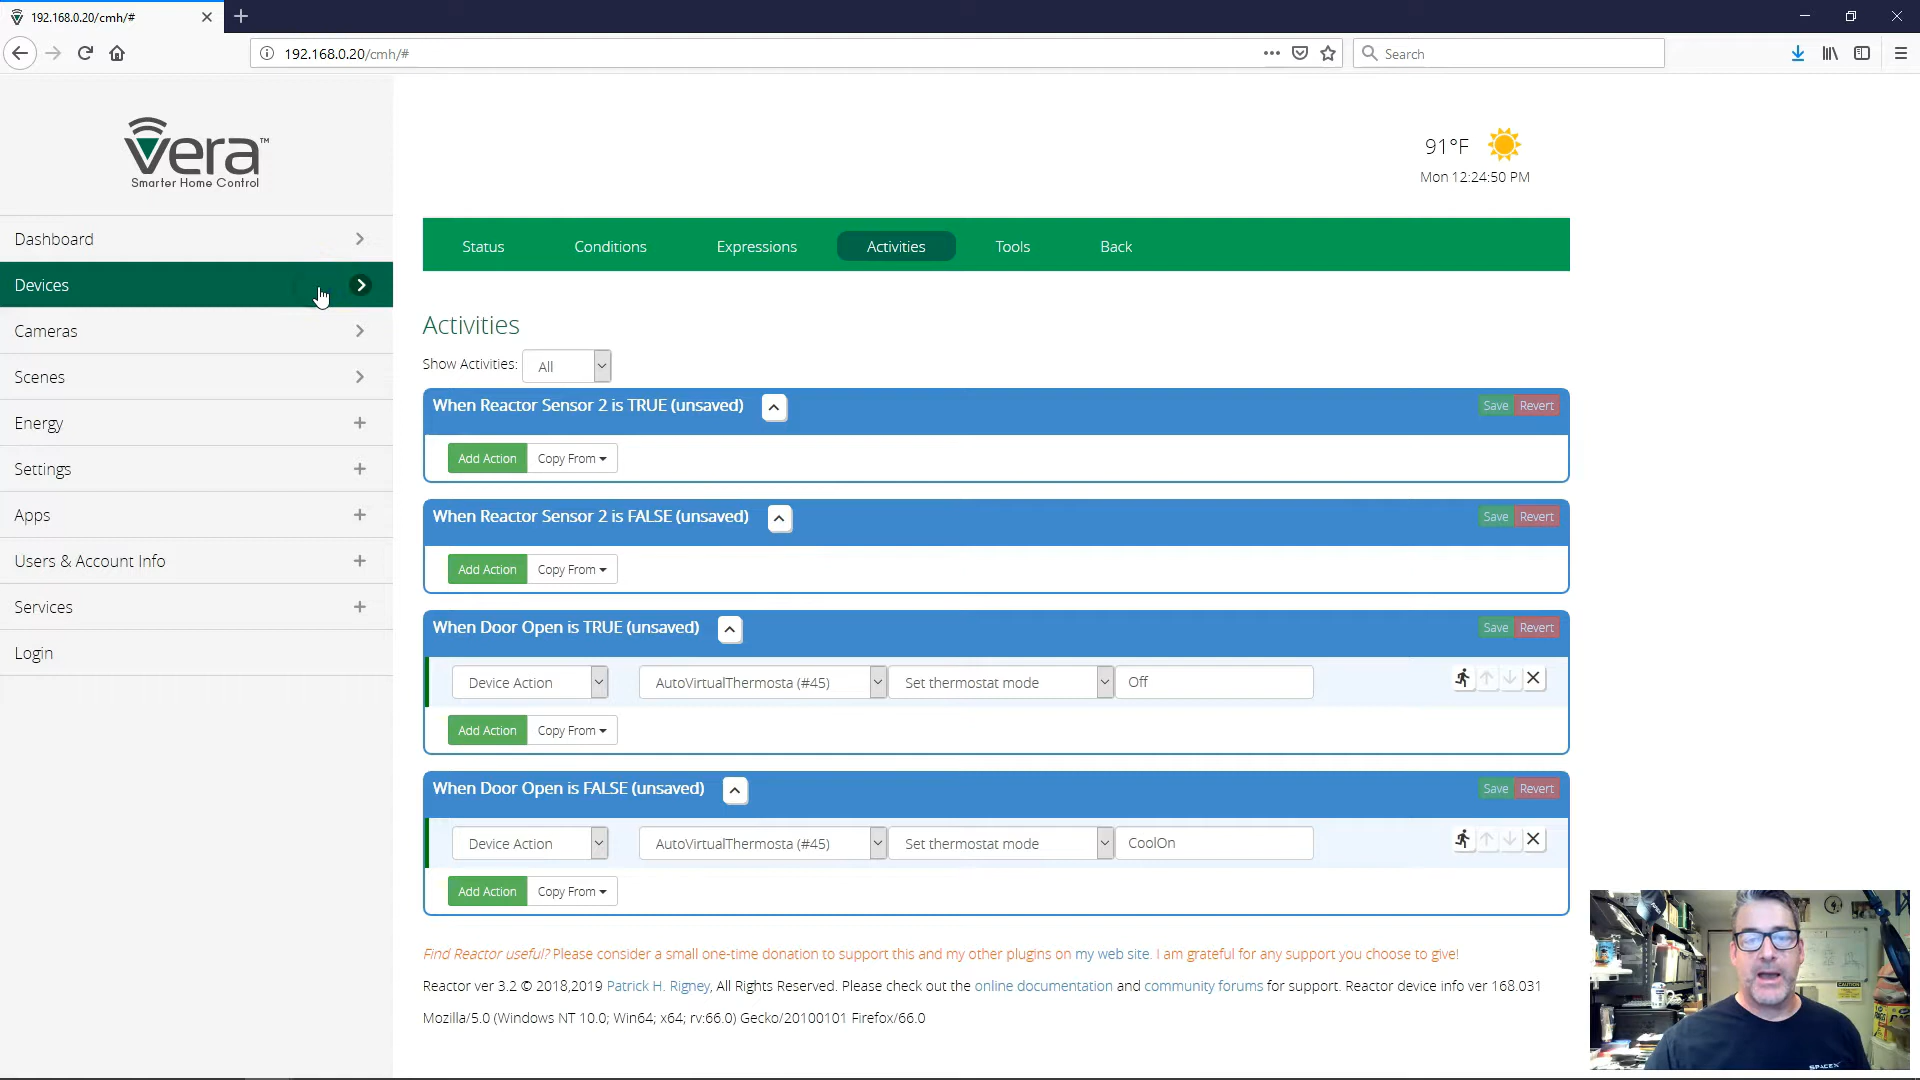 192.168.0.20/cmh/#
192.168.0.20/cmh/#
Search
vera™
Smarter Home Control
91°F
Mon 12:24:50 PM
Dashboard
Devices
Cameras
Scenes
Energy
Settings
Apps
Users & Account Info
Services
Login
Status Conditions Expressions Activities Tools Back
Activities
Show Activities: All
When Reactor Sensor 2 is TRUE (unsaved) Save Revert
Add Action Copy From
When Reactor Sensor 2 is FALSE (unsaved) Save Revert
Add Action Copy From
When Door Open is TRUE (unsaved) Save Revert
Device Action AutoVirtualThermosta (#45) Set thermostat mode Off
Add Action Copy From
When Door Open is FALSE (unsaved) Save Revert
Device Action AutoVirtualThermosta (#45) Set thermostat mode CoolOn
Add Action Copy From
Find Reactor useful? Please consider a small one-time donation to support this and my other plugins on my web site. I am grateful for any support you choose to give!
Reactor ver 3.2 © 2018,2019 Patrick H. Rigney, All Rights Reserved. Please check out the online documentation and community forums for support. Reactor device info ver 168.031
Mozilla/5.0 (Windows NT 10.0; Win64; x64; rv:66.0) Gecko/20100101 Firefox/66.0
SPACEX